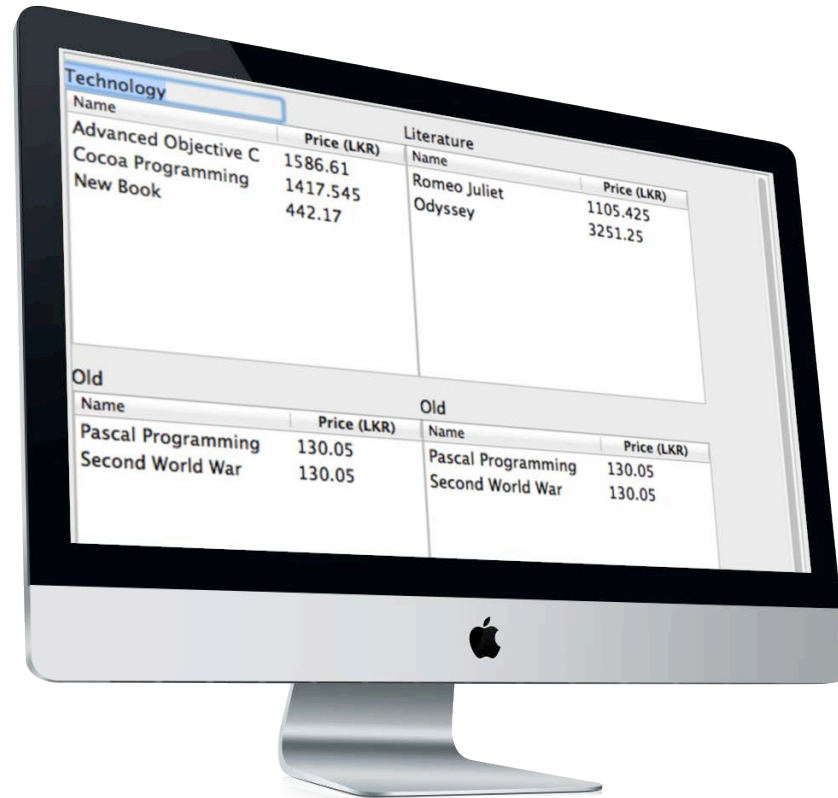 Technology
Name Price (LKR)
Advanced Objective C 1586.61
Cocoa Programming 1417.545
New Book 442.17
Literature
Name Price (LKR)
Romeo Juliet 1105.425
Odyssey 3251.25
Old
Name Price (LKR)
Pascal Programming 130.05
Second World War 130.05
Old
Name Price (LKR)
Pascal Programming 130.05
Second World War 130.05